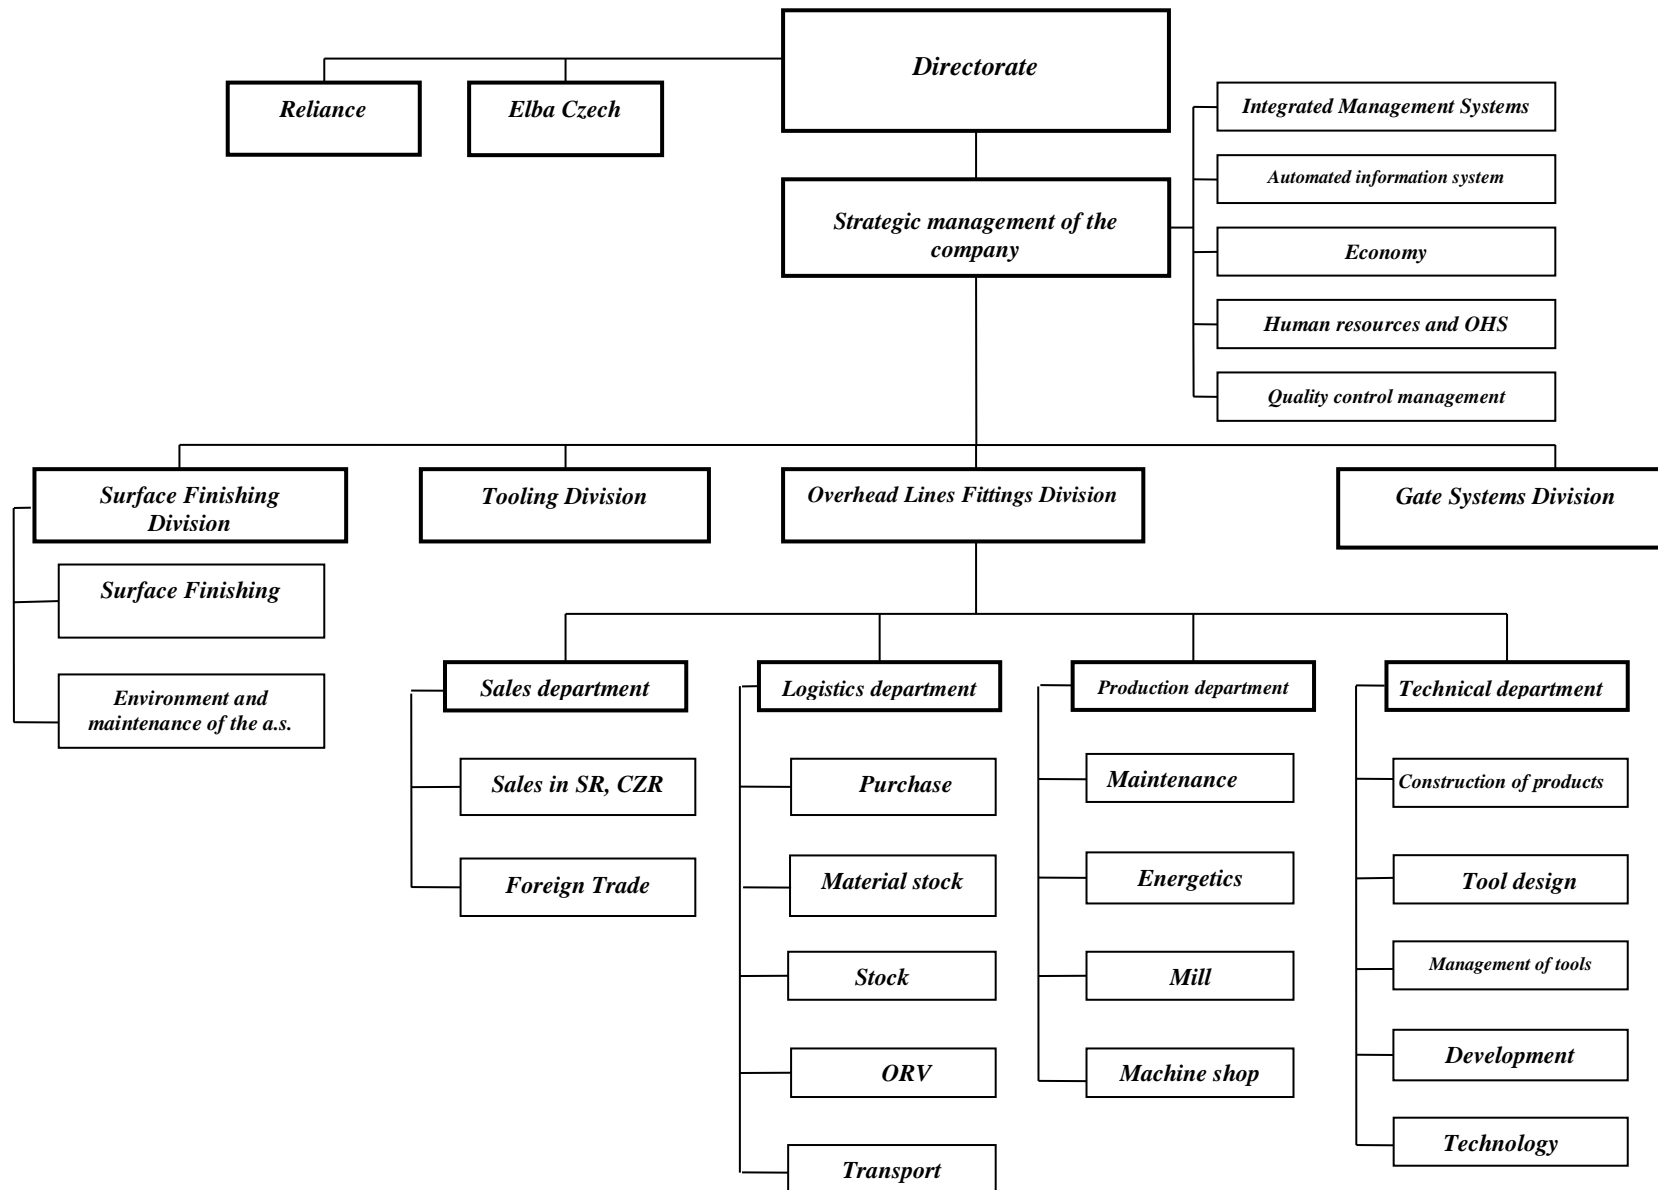 Directorate
Reliance
Elba Czech
Integrated Management Systems
Automated information system
Strategic management of the
company
Economy
Human resources and OHS
Quality control management
Surface Finishing
Division
Tooling Division
Overhead Lines Fittings Division
Gate Systems Division
Surface Finishing
Environment and
maintenance of the a.s.
Sales department
Logistics department
Production department
Technical department
Sales in SR, CZR
Purchase
Maintenance
Construction of products
Foreign Trade
Material stock
Energetics
Tool design
Stock
Mill
Management of tools
ORV
Machine shop
Development
Transport
Technology